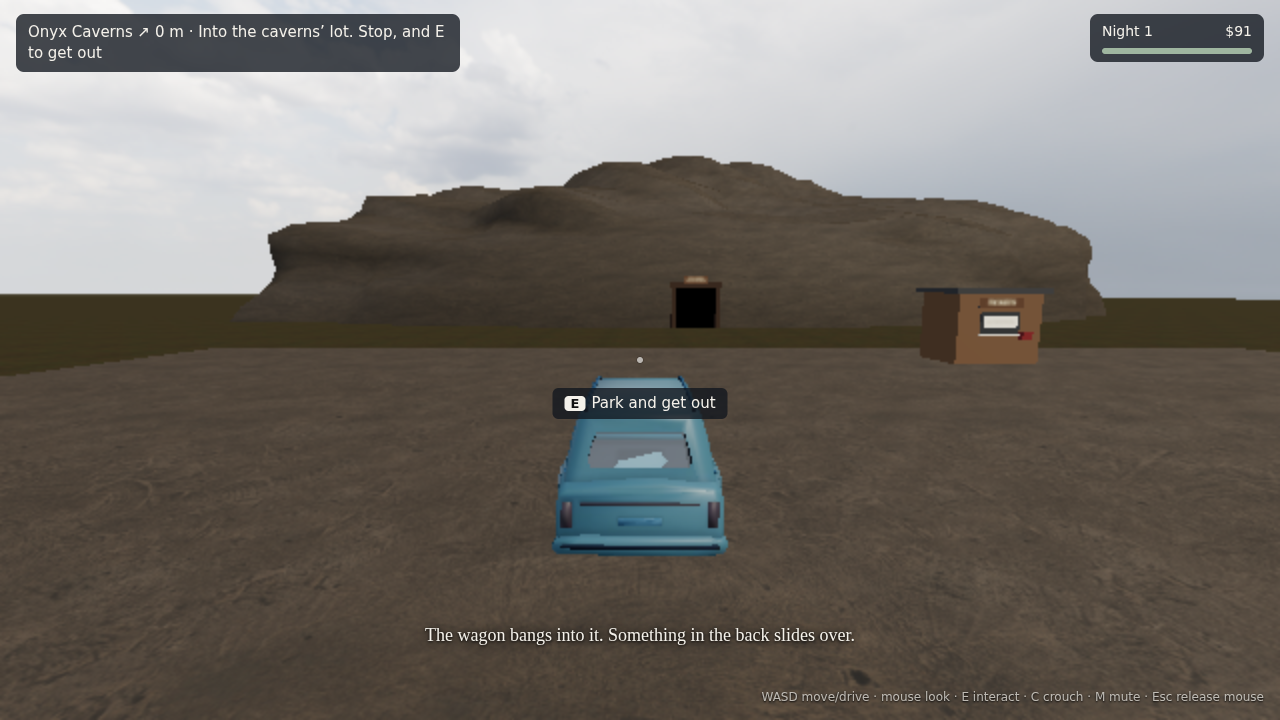 Onyx Caverns ↗ 0 m · Into the caverns’ lot. Stop, and E
to get out
Night 1 $91
E Park and get out
The wagon bangs into it. Something in the back slides over.
WASD move/drive · mouse look · E interact · C crouch · M mute · Esc release mouse